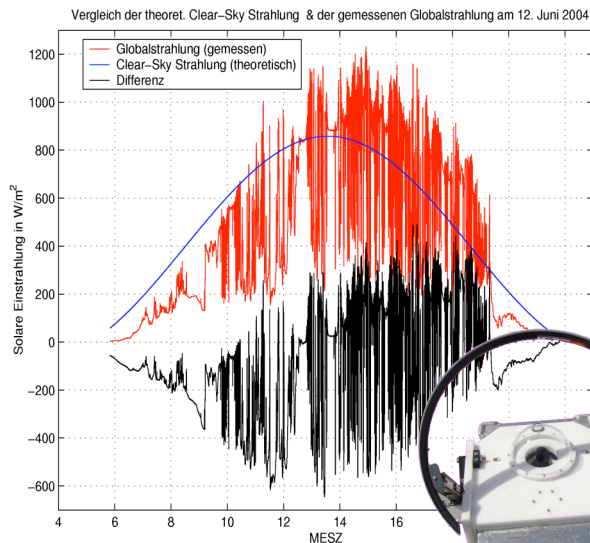 Vergleich der theoret. Clear−Sky Strahlung & der gemessenen Globalstrahlung am 12. Juni 2004
Globalstrahlung (gemessen)
Clear−Sky Strahlung (theoretisch)
Differenz
Solare Einstrahlung in W/m²
1200
1000
800
600
400
200
0
−200
−400
−600
4 6 8 10 12 14 16
MESZ